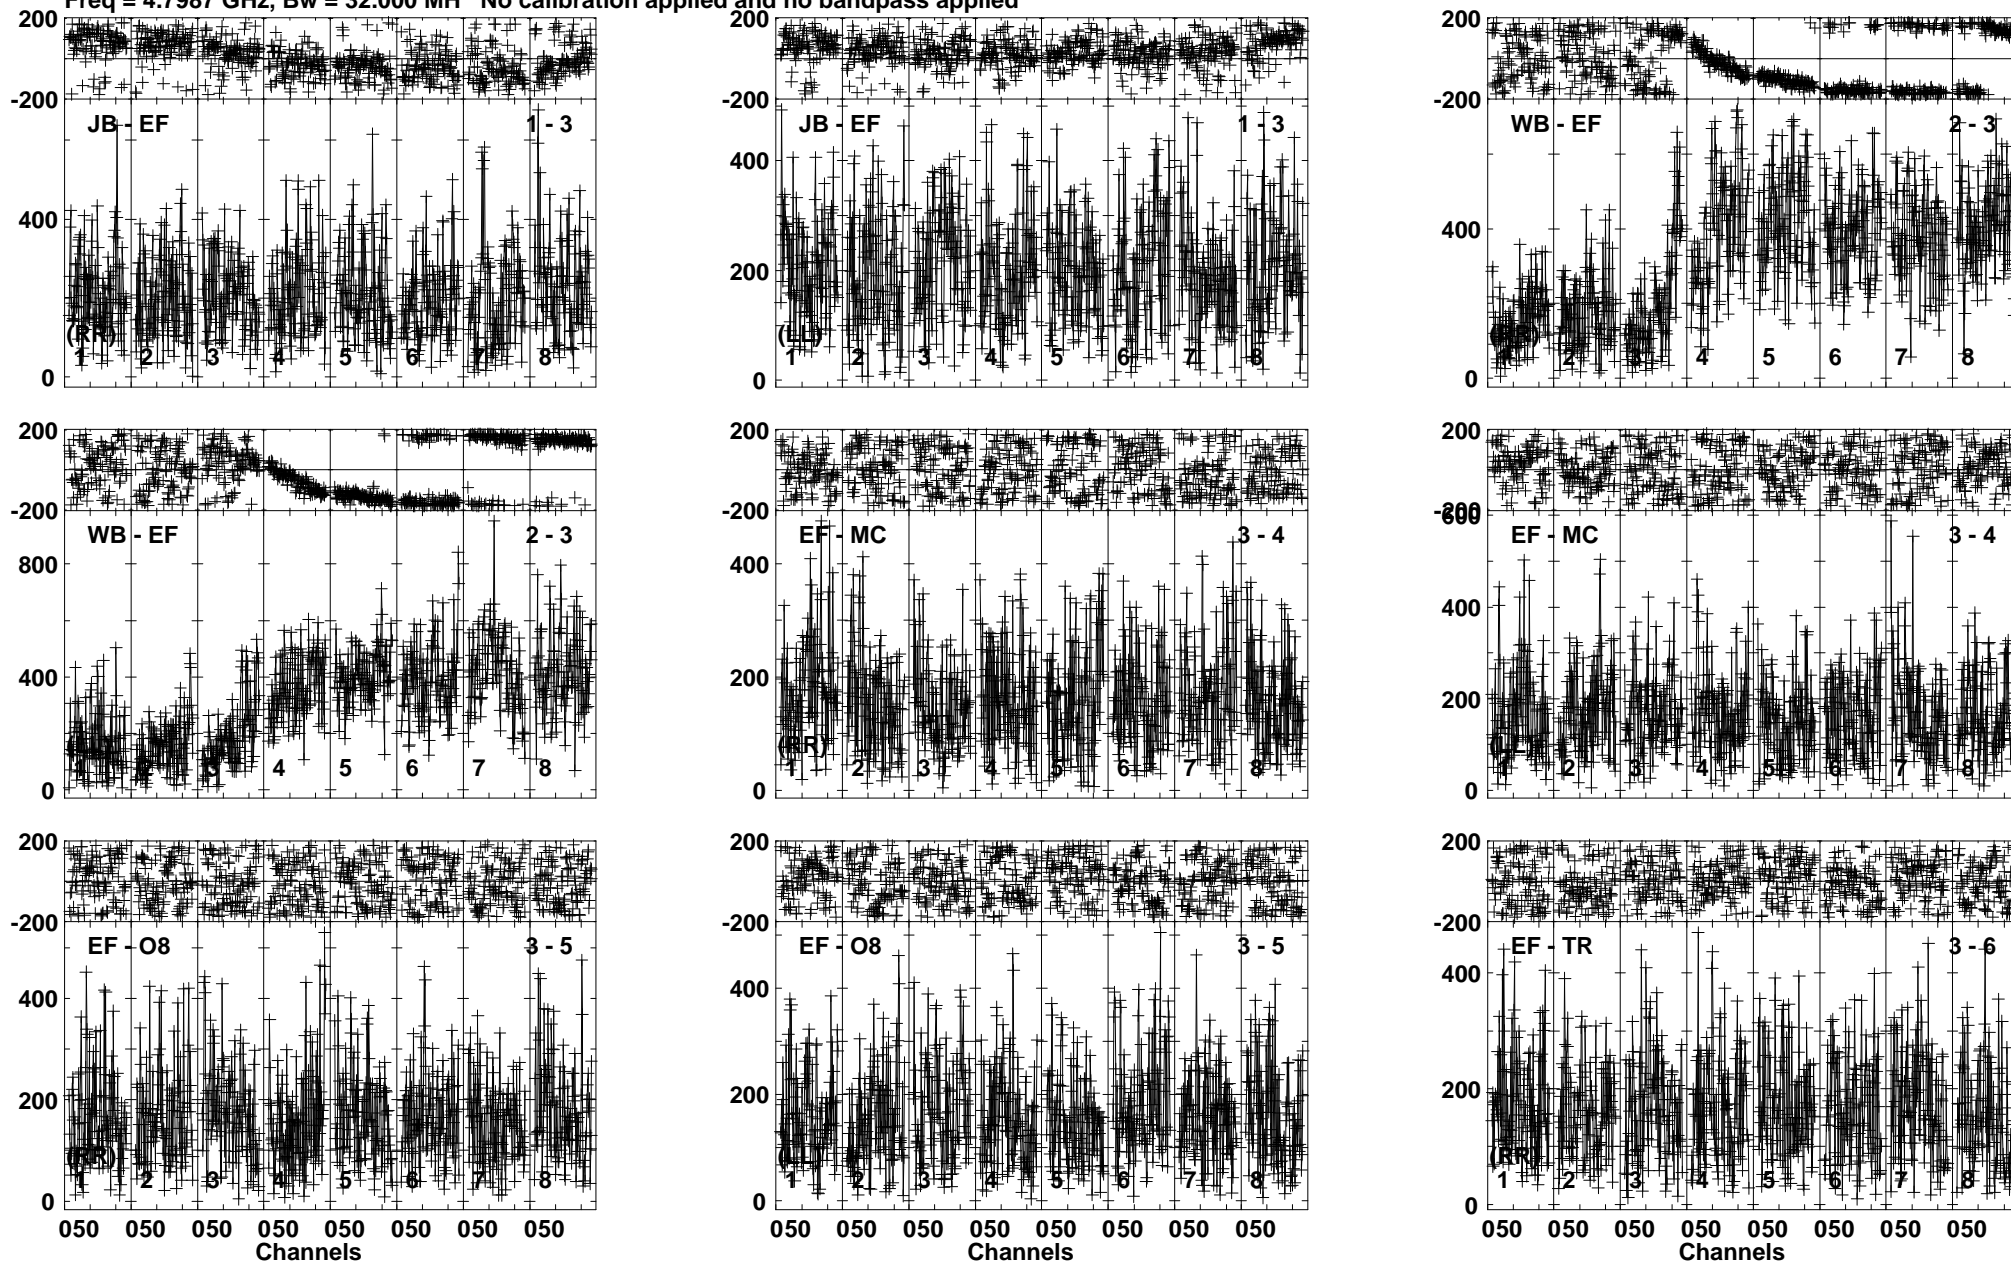 Freq = 4.7987 GHz, Bw = 32.000 MH No calibration applied and no bandpass applied
200 200 200
-200 -200 -200
JB - EF 1 - 3 JB - EF 1 - 3 WB - EF 2 - 3
400 400 400
200
(RR) (LL) (RR)
1 2 3 4 5 6 7 8 1 2 3 4 5 6 7 8 1 2 3 4 5 6 7 8
0 0 0
200 200 200
-200 -200 -200
600
WB - EF 2 - 3 EF - MC 3 - 4 EF - MC 3 - 4
800 400 400
400 200 200
(LL) (RR) (LL)
1 2 3 4 5 6 7 8 1 2 3 4 5 6 7 8 1 2 3 4 5 6 7 8
0 0 0
200 200 200
-200 -200 -200
EF - O8 3 - 5 EF - O8 3 - 5 EF - TR 3 - 6
400 400 400
200 200 200
(RR) (LL) (RR)
1 2 3 4 5 6 7 8 1 2 3 4 5 6 7 8 1 2 3 4 5 6 7 8
0 0 0
050 050 050 050 050 050 050 050 050 050 050 050 050 050 050 050 050 050 050 050 050 050 050 050
Channels Channels Channels